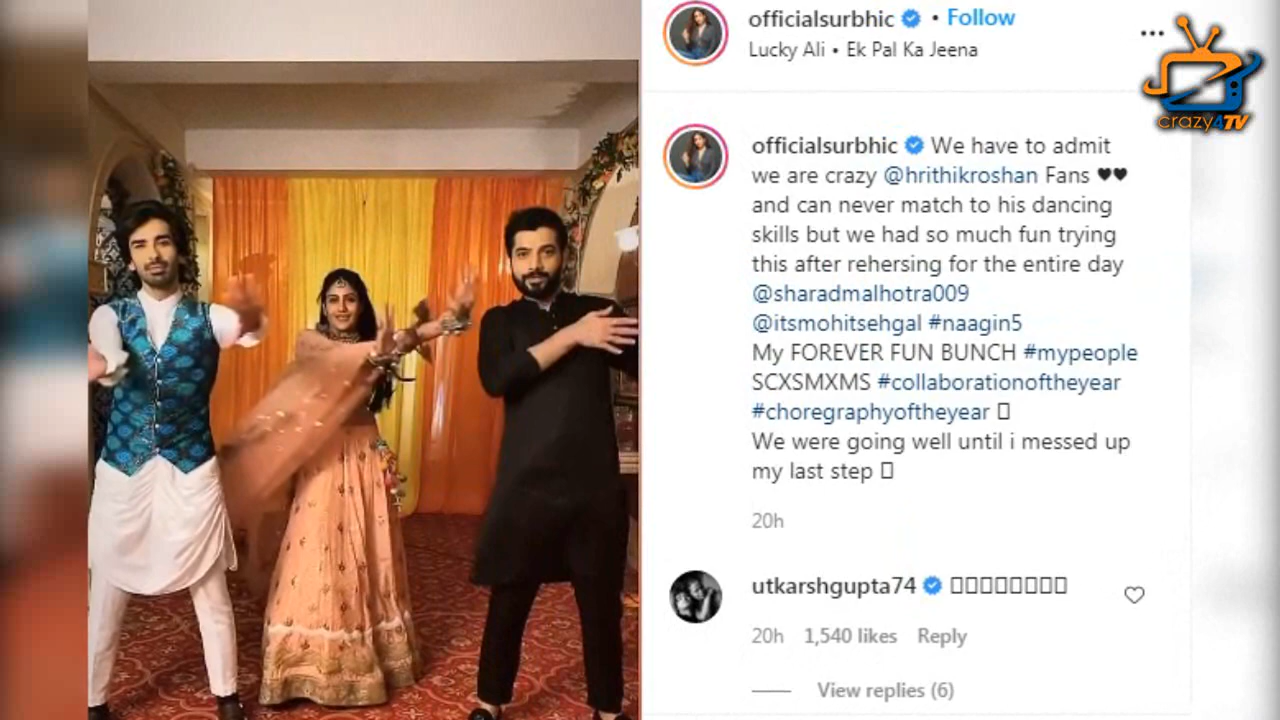 officialsurbhic • Follow
Lucky Ali • Ek Pal Ka Jeena
crazy4TV
officialsurbhic We have to admit
we are crazy @hrithikroshan Fans ♥♥
and can never match to his dancing
skills but we had so much fun trying
this after rehersing for the entire day
@sharadmalhotra009
@itsmohitsehgal #naagin5
My FOREVER FUN BUNCH #mypeople
SCXSMXMS #collaborationoftheyear
#choregraphyoftheyear
We were going well until i messed up
my last step
20h
utkarshgupta74
20h 1,540 likes Reply
View replies (6)